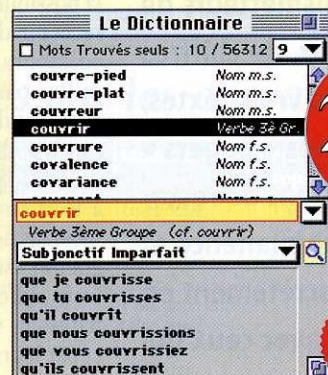 Le Dictionnaire
Mots Trouvés seuls : 10 / 56312 9
couvre-pied Nom m.s.
couvre-plat Nom m.s.
couvreur Nom m.s.
couvrir Verbe 3è Gr.
couvrure Nom f.s.
covalence Nom f.s.
covariance Nom f.s.
couvrir
Verbe 3ème Groupe (cf. couvrir)
Subjonctif Imparfait
que je couvrisse
que tu couvrisses
qu'il couvrît
que nous couvrissions
que vous couvrissiez
qu'ils couvrissent